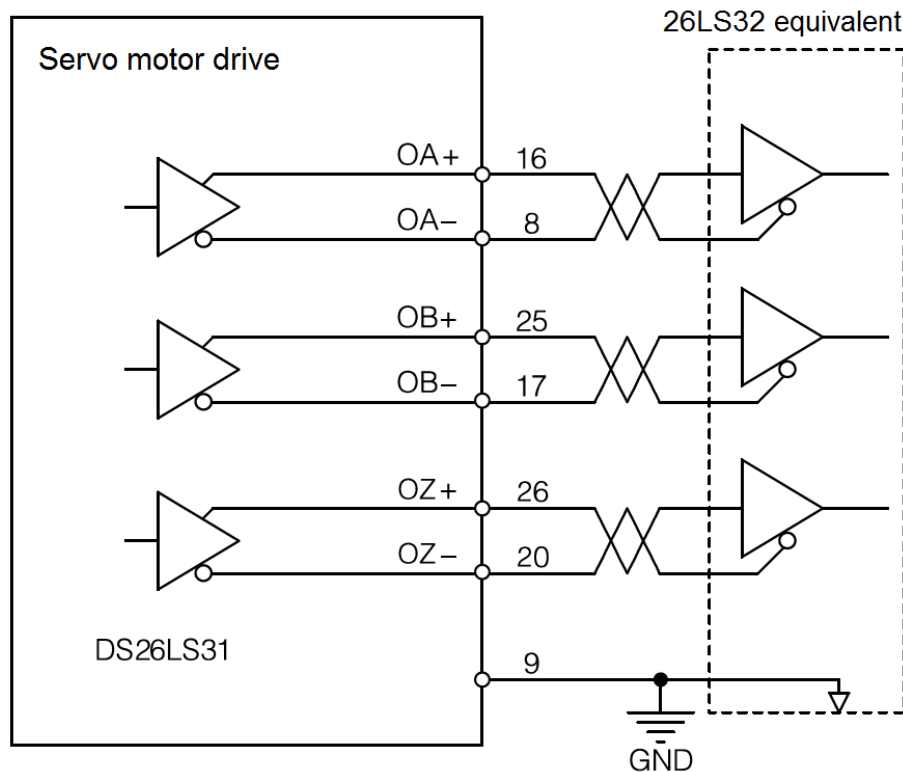 26LS32 equivalent
Servo motor drive
OA+ 16
OA− 8
OB+ 25
OB− 17
OZ+ 26
OZ− 20
DS26LS31
9
GND